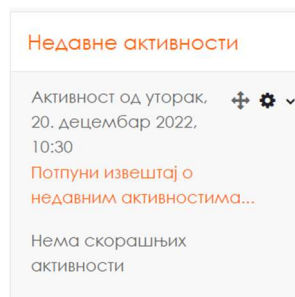 Недавне активности
Активност од уторак,
20. децембар 2022,
10:30
Потпуни извештај о
недавним активностима...
Нема скорашњих
активности